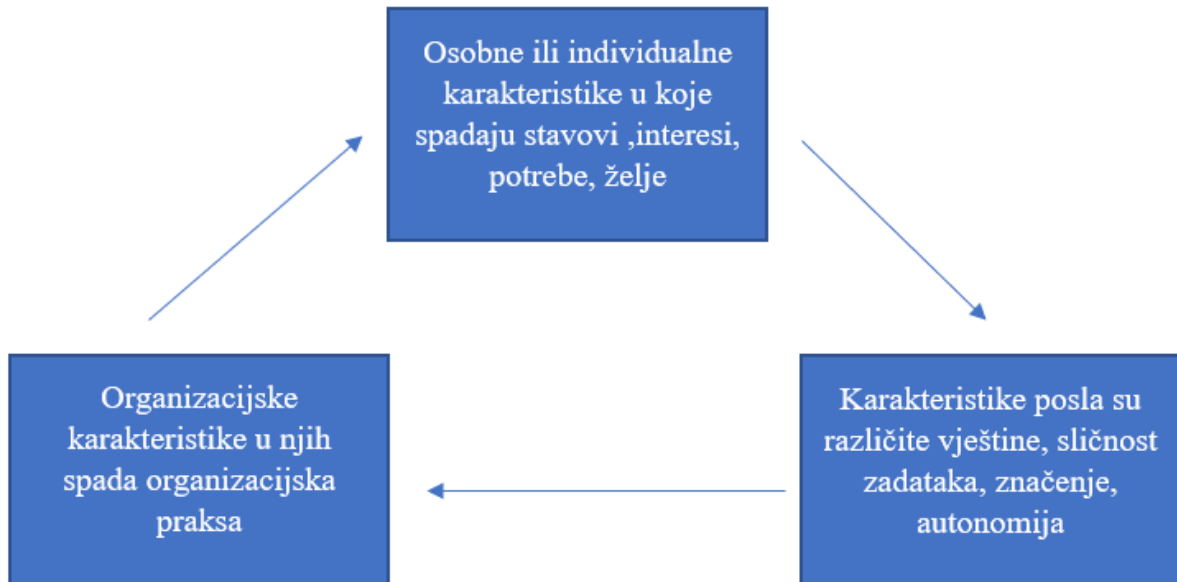 Osobne ili individualne
karakteristike u koje
spadaju stavovi ,interesi,
potrebe, želje
Organizacijske
karakteristike u njih
spada organizacijska
praksa
Karakteristike posla su
različite vještine, sličnost
zadataka, značenje,
autonomija